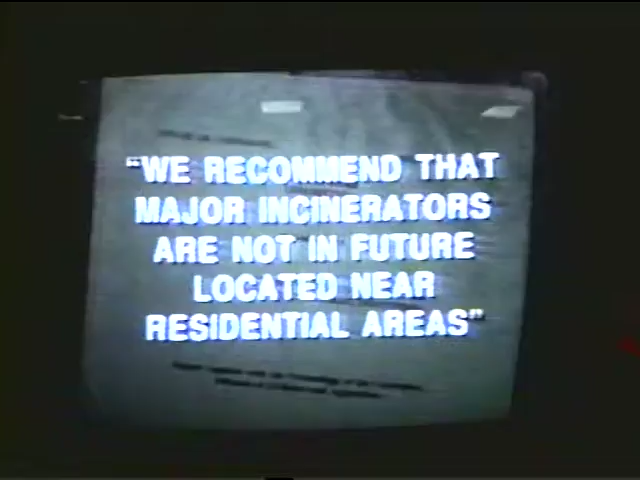 "WE RECOMMEND THAT
MAJOR INCINERATORS
ARE NOT IN FUTURE
LOCATED NEAR
RESIDENTIAL AREAS"